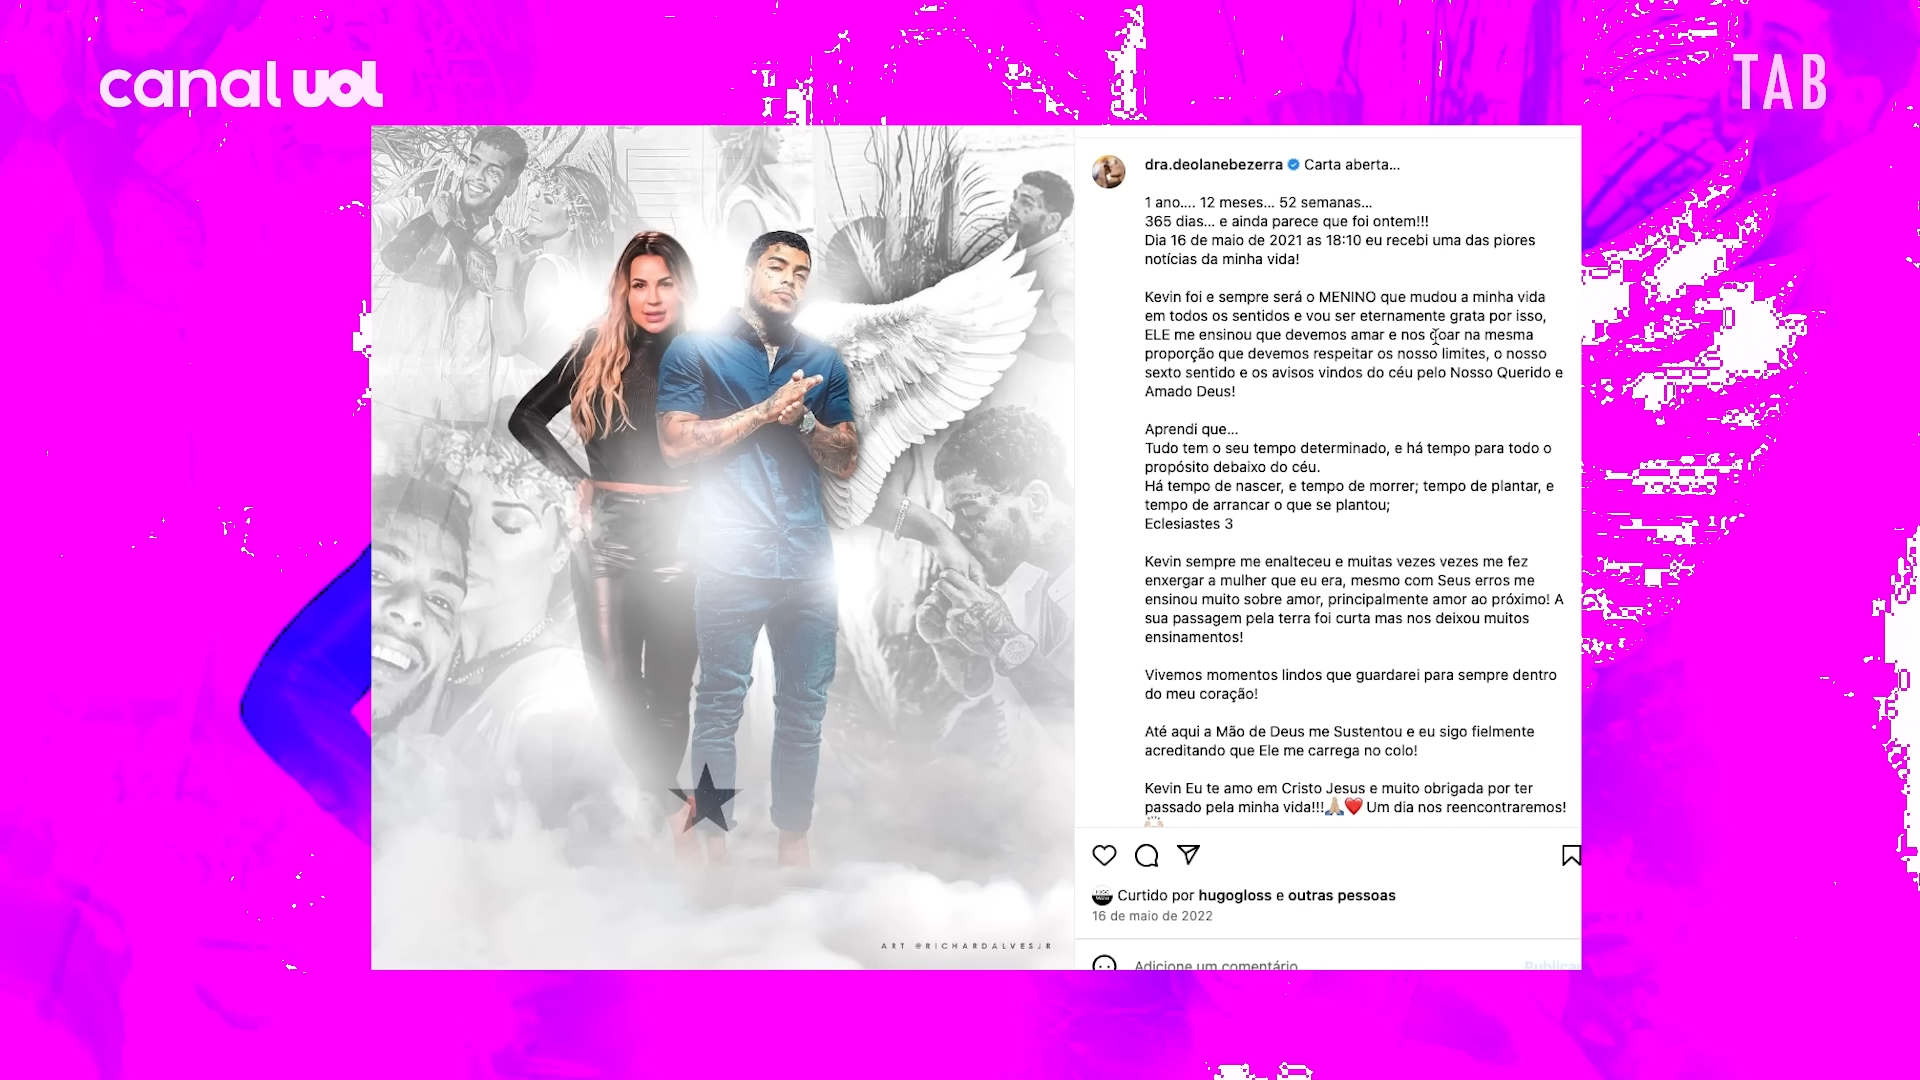 canal uol
TAB
dra.deolanebezerra Carta aberta...
1 ano.... 12 meses... 52 semanas...
365 dias... e ainda parece que foi ontem!!!
Dia 16 de maio de 2021 as 18:10 eu recebi uma das piores
notícias da minha vida!
Kevin foi e sempre será o MENINO que mudou a minha vida
em todos os sentidos e vou ser eternamente grata por isso,
ELE me ensinou que devemos amar e nos doar na mesma
proporção que devemos respeitar os nosso limites, o nosso
sexto sentido e os avisos vindos do céu pelo Nosso Querido e
Amado Deus!
Aprendi que...
Tudo tem o seu tempo determinado, e há tempo para todo o
propósito debaixo do céu.
Há tempo de nascer, e tempo de morrer; tempo de plantar, e
tempo de arrancar o que se plantou;
Eclesiastes 3
Kevin sempre me enalteceu e muitas vezes vezes me fez
enxergar a mulher que eu era, mesmo com Seus erros me
ensinou muito sobre amor, principalmente amor ao próximo! A
sua passagem pela terra foi curta mas nos deixou muitos
ensinamentos!
Vivemos momentos lindos que guardarei para sempre dentro
do meu coração!
Até aqui a Mão de Deus me Sustentou e eu sigo fielmente
acreditando que Ele me carrega no colo!
Kevin Eu te amo em Cristo Jesus e muito obrigada por ter
passado pela minha vida!!!🙏🏼❤️ Um dia nos reencontraremos!
Curtido por hugogloss e outras pessoas
16 de maio de 2022
Adicione um comentário
Publicar
ART @RICHARDALVESJR